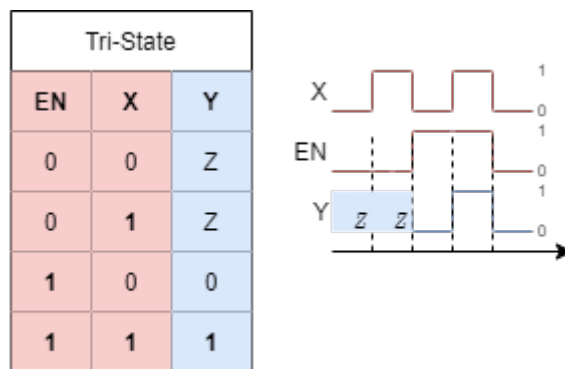 Tri-State
EN X Y
0 0 Z
0 1 Z
1 0 0
1 1 1
X 1
0
EN 1
0
Y Z Z 1
0